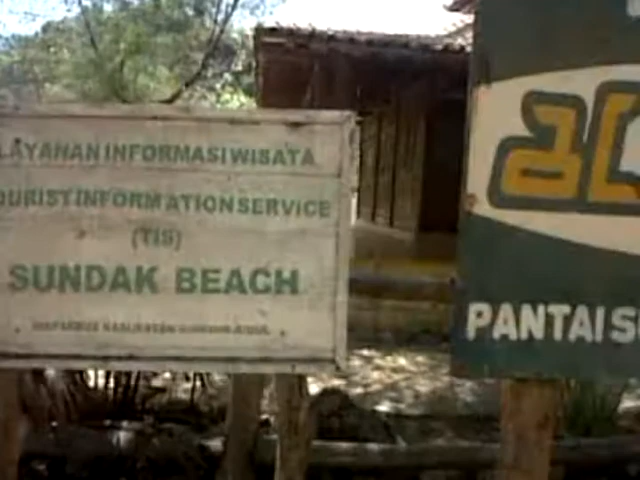 LAYANAN INFORMASI WISATA
OURIST INFORMATION SERVICE
(TIS)
SUNDAK BEACH
PANTAI S